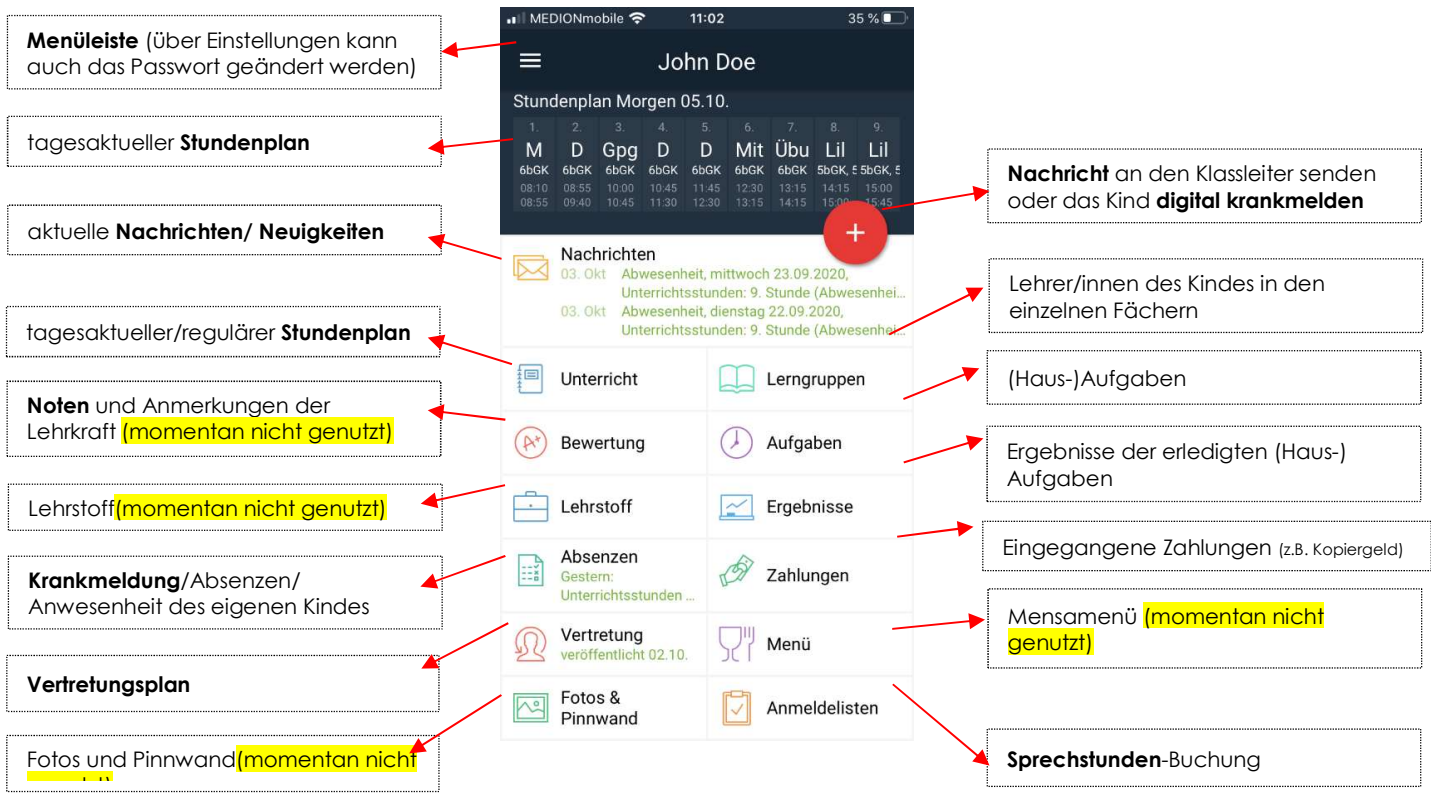 Menüleiste (über Einstellungen kann
auch das Passwort geändert werden)
tagesaktueller Stundenplan
aktuelle Nachrichten/ Neuigkeiten
tagesaktueller/regulärer Stundenplan
Noten und Anmerkungen der
Lehrkraft (momentan nicht genutzt)
Lehrstoff(momentan nicht genutzt)
Krankmeldung/Absenzen/
Anwesenheit des eigenen Kindes
Vertretungsplan
Fotos und Pinnwand(momentan nicht
MEDIONmobile 11:02 35 %
John Doe
Stundenplan Morgen 05.10.
1. 2. 3. 4. 5. 6. 7. 8. 9.
M D Gpg D D Mit Übu Lil Lil
6bGK 6bGK 6bGK 6bGK 6bGK 6bGK 6bGK 5bGK, 5bGK,
08:10 08:55 10:00 10:45 11:45 12:30 13:15 14:15 15:00
08:55 09:40 10:45 11:30 12:30 13:15 14:15 15:00 15:45
+
Nachrichten
03. Okt Abwesenheit, mittwoch 23.09.2020,
Unterrichtsstunden: 9. Stunde (Abwesenhei...
03. Okt Abwesenheit, dienstag 22.09.2020,
Unterrichtsstunden: 9. Stunde (Abwesenhei...
Unterricht
Lerngruppen
A+
Bewertung
Aufgaben
Lehrstoff
Ergebnisse
Absenzen
Gestern:
Unterrichtsstunden ...
Zahlungen
Vertretung
veröffentlicht 02.10.
Menü
Fotos &
Pinnwand
Anmeldelisten
Nachricht an den Klassleiter senden
oder das Kind digital krankmelden
Lehrer/innen des Kindes in den
einzelnen Fächern
(Haus-)Aufgaben
Ergebnisse der erledigten (Haus-)
Aufgaben
Eingegangene Zahlungen (z.B. Kopiergeld)
Mensamenü (momentan nicht
genutzt)
Sprechstunden-Buchung